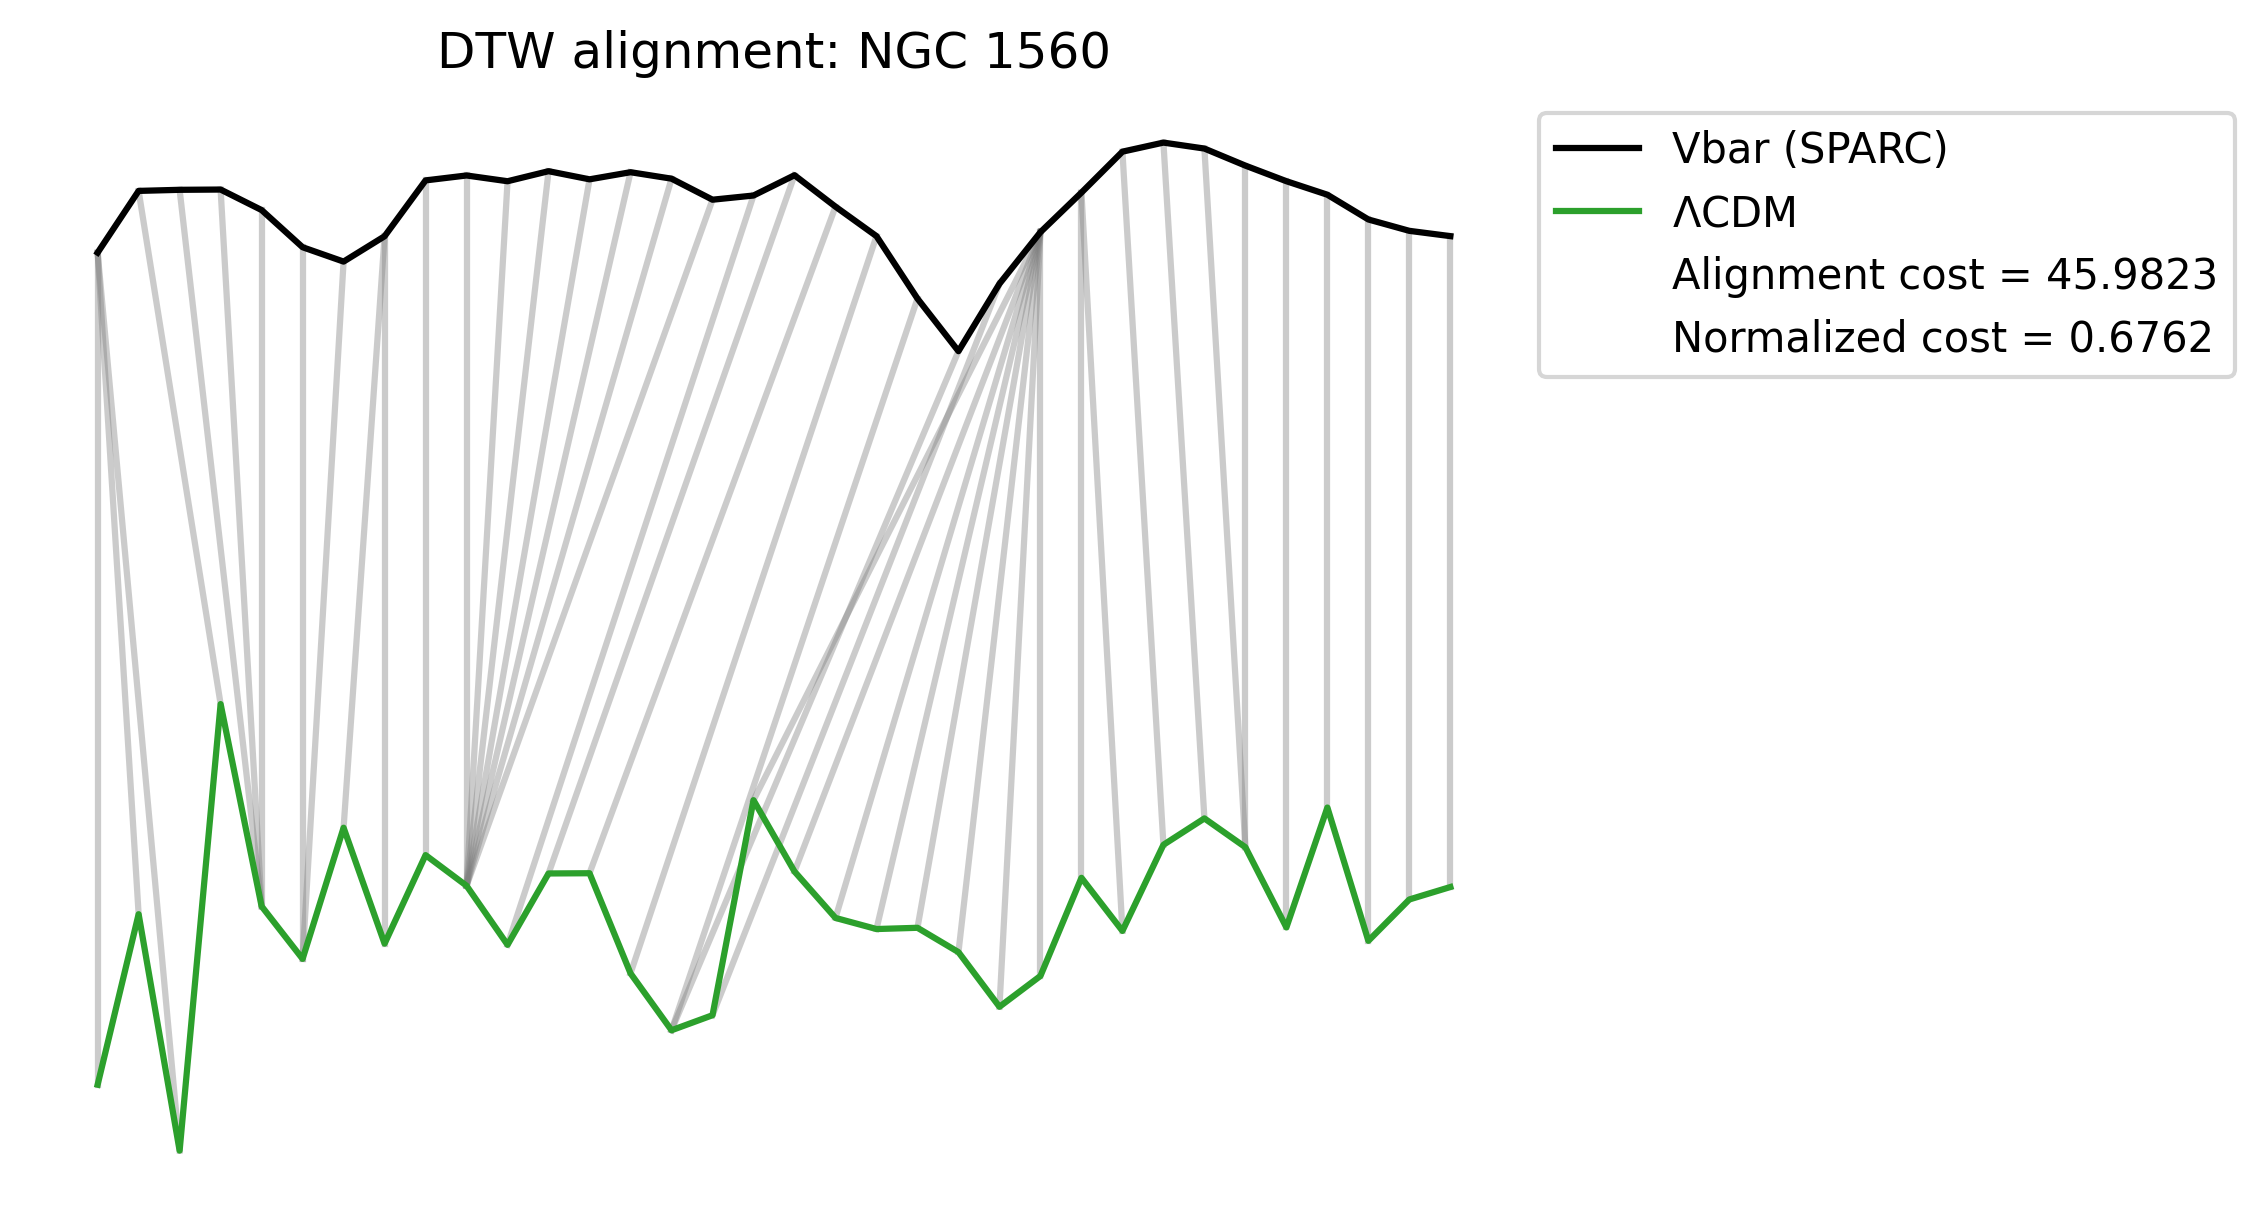 DTW alignment: NGC 1560
Vbar (SPARC)
ΛCDM
Alignment cost = 45.9823
Normalized cost = 0.6762